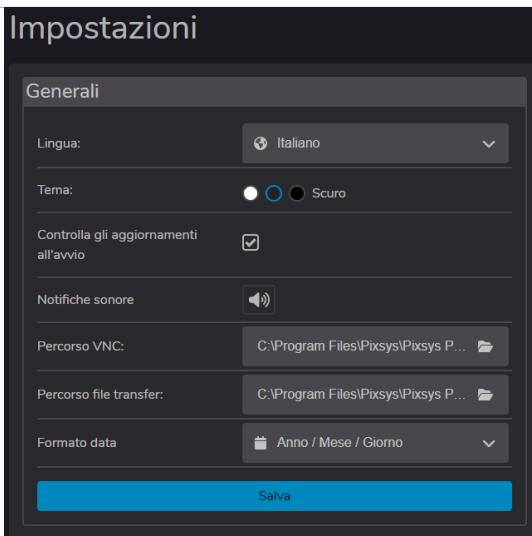 Impostazioni
Generali
Lingua:
Italiano
Tema:
Scuro
Controlla gli aggiornamenti
all'avvio
Notifiche sonore
Percorso VNC:
C:\Program Files\Pixsys\Pixsys P...
Percorso file transfer:
C:\Program Files\Pixsys\Pixsys P...
Formato data
Anno / Mese / Giorno
Salva